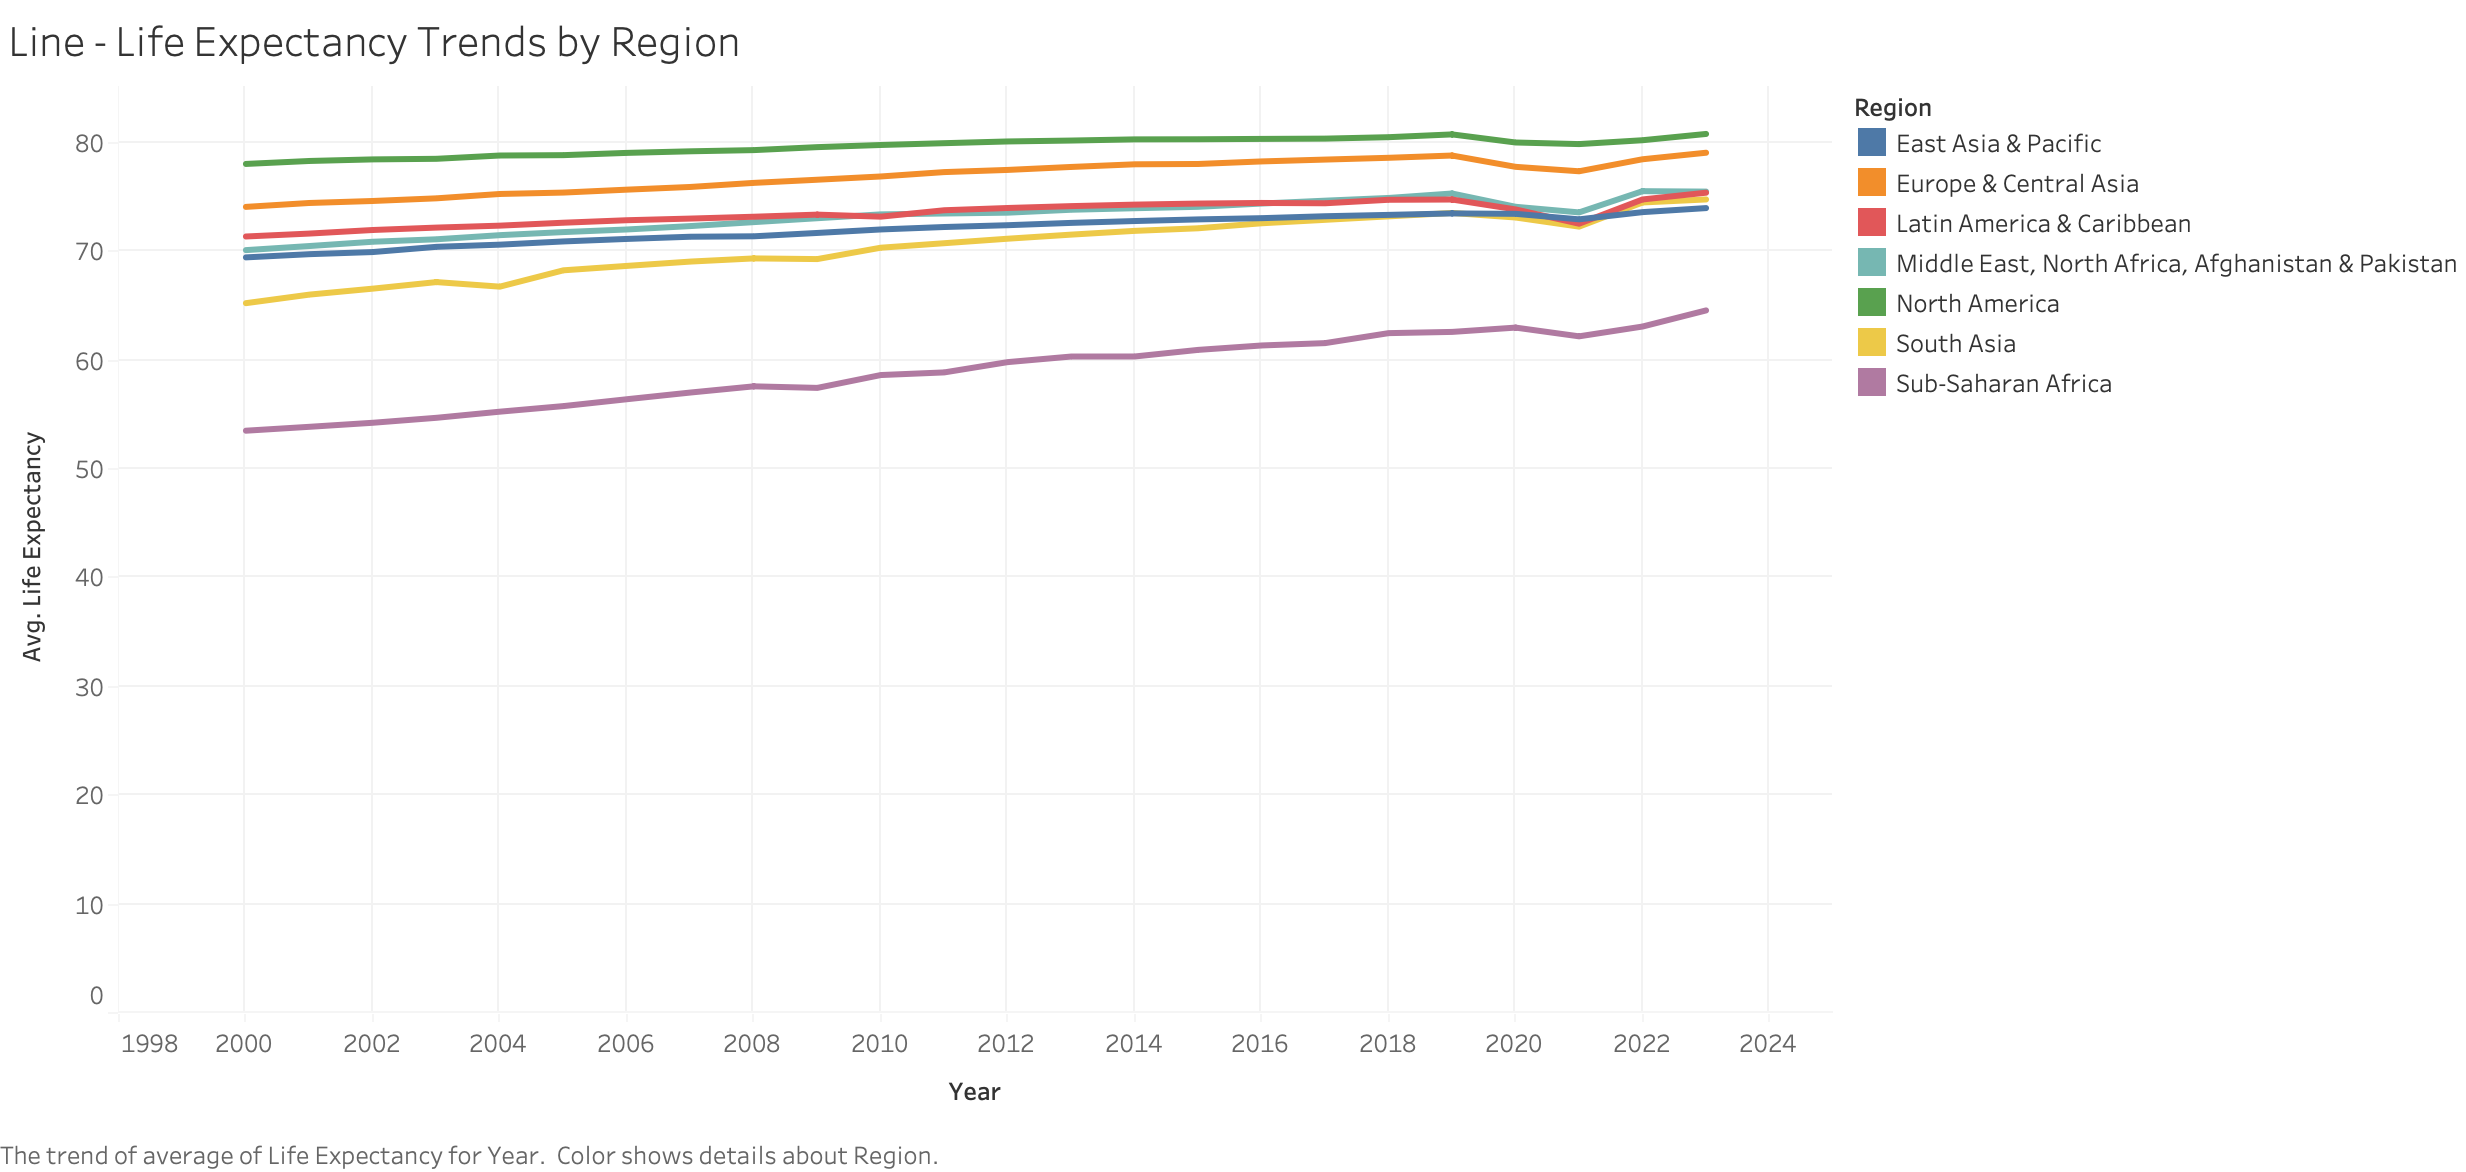 Line - Life Expectancy Trends by Region
Region
East Asia & Pacific
Europe & Central Asia
Latin America & Caribbean
Middle East, North Africa, Afghanistan & Pakistan
North America
South Asia
Sub-Saharan Africa
Avg. Life Expectancy
80
70
60
50
40
30
20
10
0
1998 2000 2002 2004 2006 2008 2010 2012 2014 2016 2018 2020 2022 2024
Year
The trend of average of Life Expectancy for Year.  Color shows details about Region.